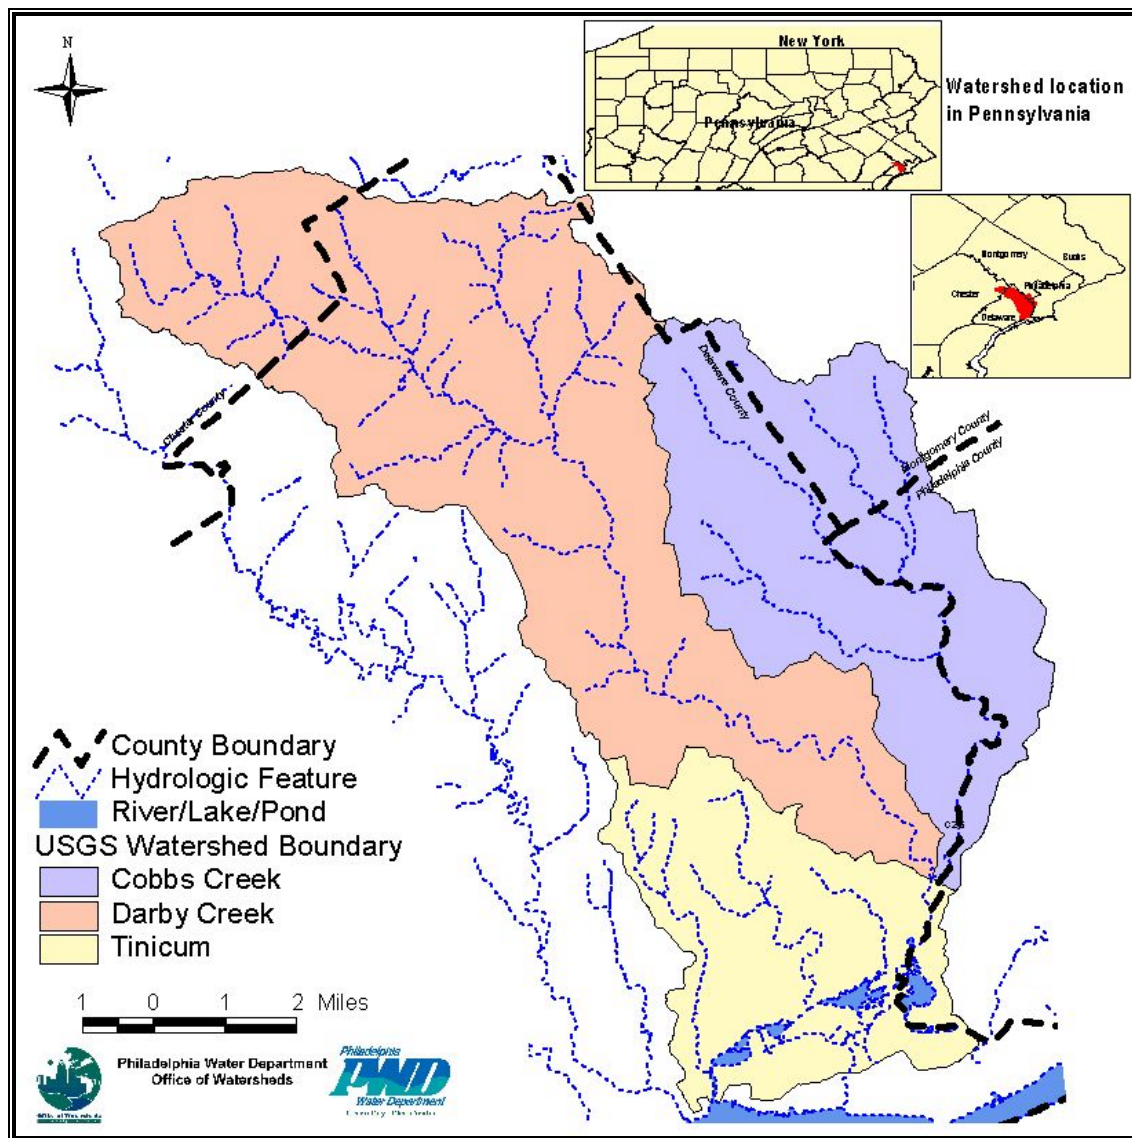 N
New York
Pennsylvania
Watershed location
in Pennsylvania
Montgomery
Bucks
Chester
Philadelphia
Delaware
Delaware County
Chester County
Montgomery County
Philadelphia County
County Boundary
Hydrologic Feature
River/Lake/Pond
USGS Watershed Boundary
Cobbs Creek
Darby Creek
Tinicum
1 0 1 2 Miles
Philadelphia Water Department
Office of Watersheds
Philadelphia
PWD
Water Department